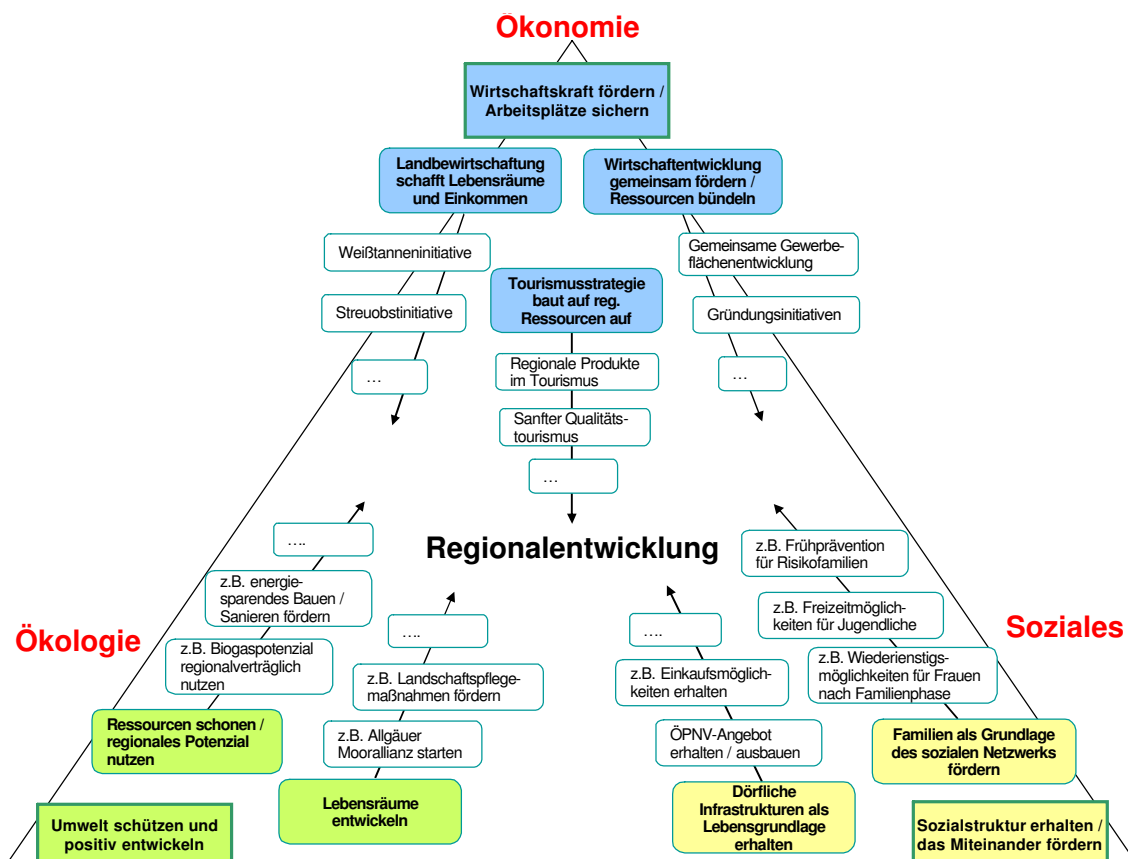 Ökonomie
Wirtschaftskraft fördern /
Arbeitsplätze sichern
Landbewirtschaftung
schafft Lebensräume
und Einkommen
Wirtschaftentwicklung
gemeinsam fördern /
Ressourcen bündeln
Weißtanneninitiative
Gemeinsame Gewerbe-
flächenentwicklung
Tourismusstrategie
baut auf reg.
Ressourcen auf
Streuobstinitiative
Gründungsinitiativen
…
Regionale Produkte
im Tourismus
…
Sanfter Qualitäts-
tourismus
…
Regionalentwicklung
….
z.B. Frühprävention
für Risikofamilien
z.B. energie-
sparendes Bauen /
Sanieren fördern
….
….
z.B. Freizeitmöglich-
keiten für Jugendliche
Ökologie
Soziales
z.B. Biogaspotenzial
regionalverträglich
nutzen
z.B. Landschaftspflege-
maßnahmen fördern
z.B. Einkaufsmöglich-
keiten erhalten
z.B. Wiederienstigs-
möglichkeiten für Frauen
nach Familienphase
Ressourcen schonen /
regionales Potenzial
nutzen
z.B. Allgäuer
Moorallianz starten
ÖPNV-Angebot
erhalten / ausbauen
Familien als Grundlage
des sozialen Netzwerks
fördern
Lebensräume
entwickeln
Dörfliche
Infrastrukturen als
Lebensgrundlage
erhalten
Umwelt schützen und
positiv entwickeln
Sozialstruktur erhalten /
das Miteinander fördern